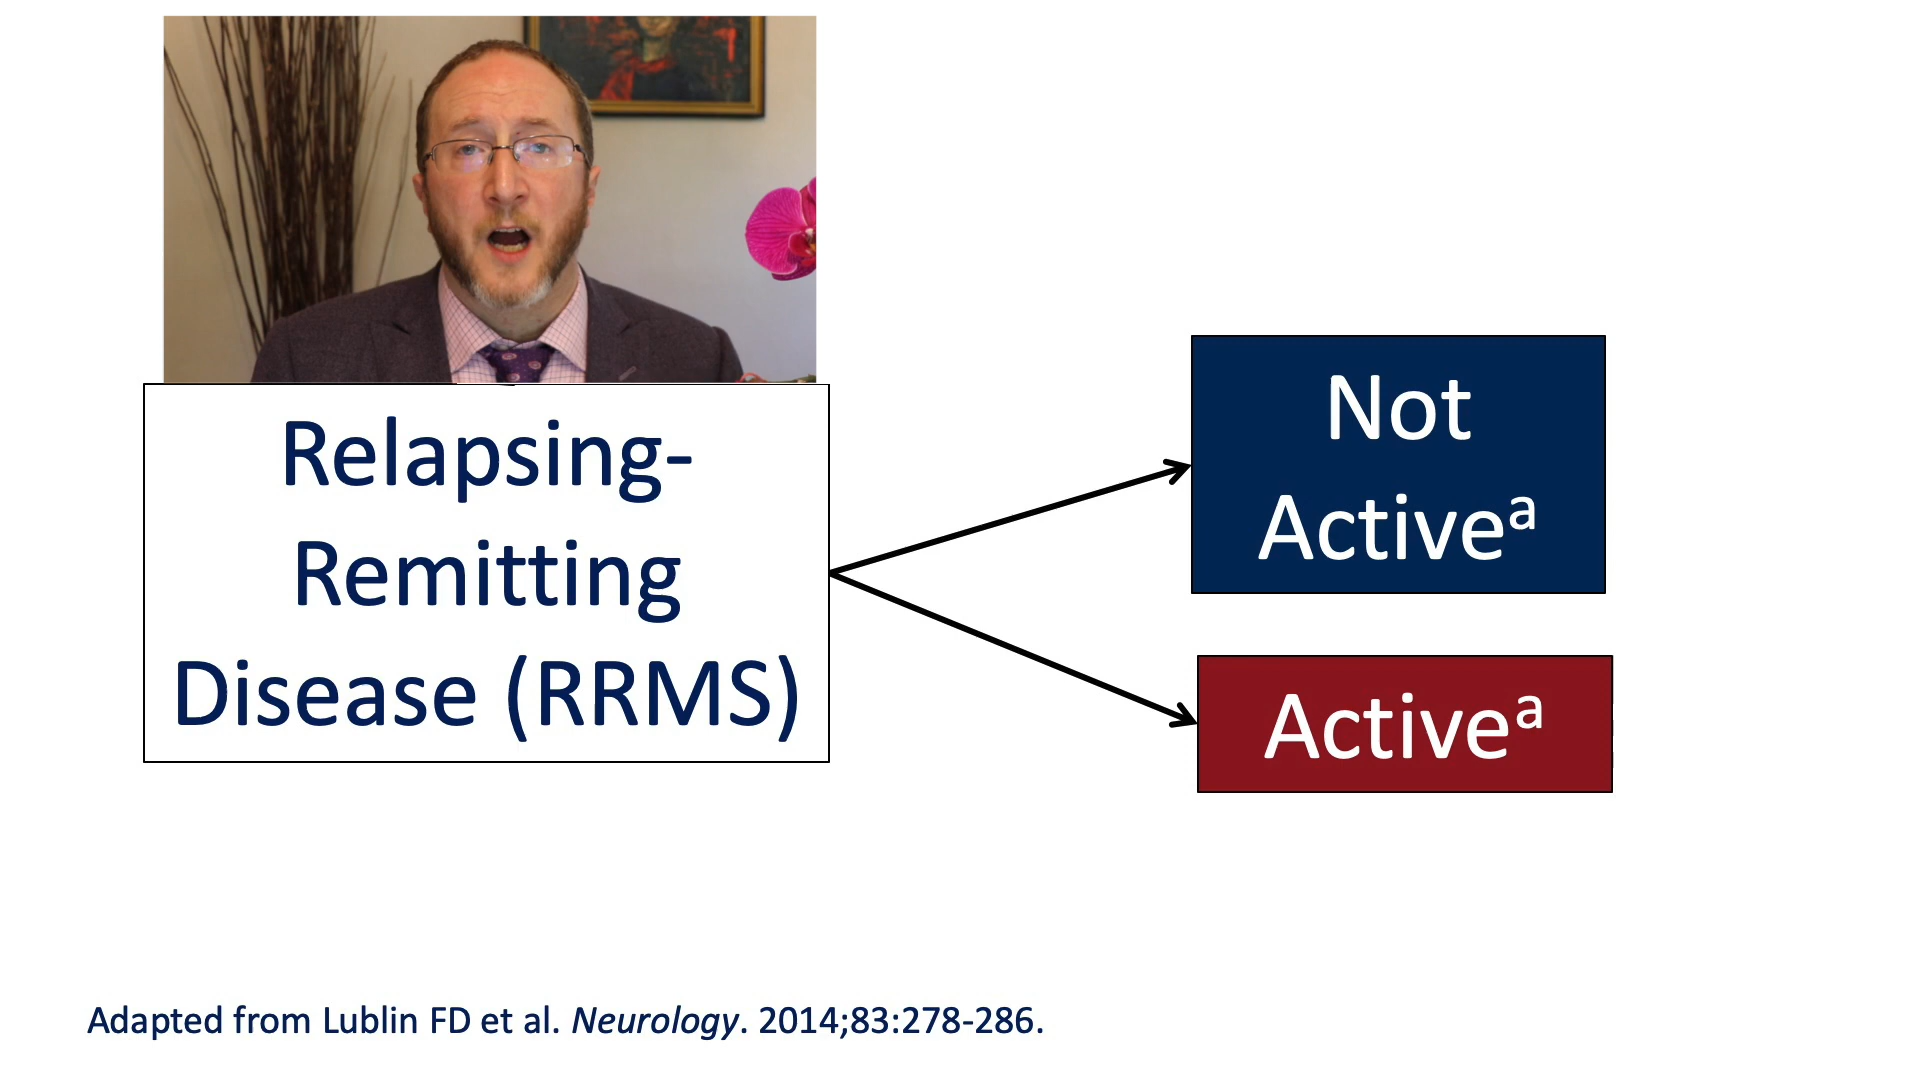 Relapsing-
Remitting
Disease (RRMS)
Not
Activeᵃ
Activeᵃ
Adapted from Lublin FD et al. Neurology. 2014;83:278-286.